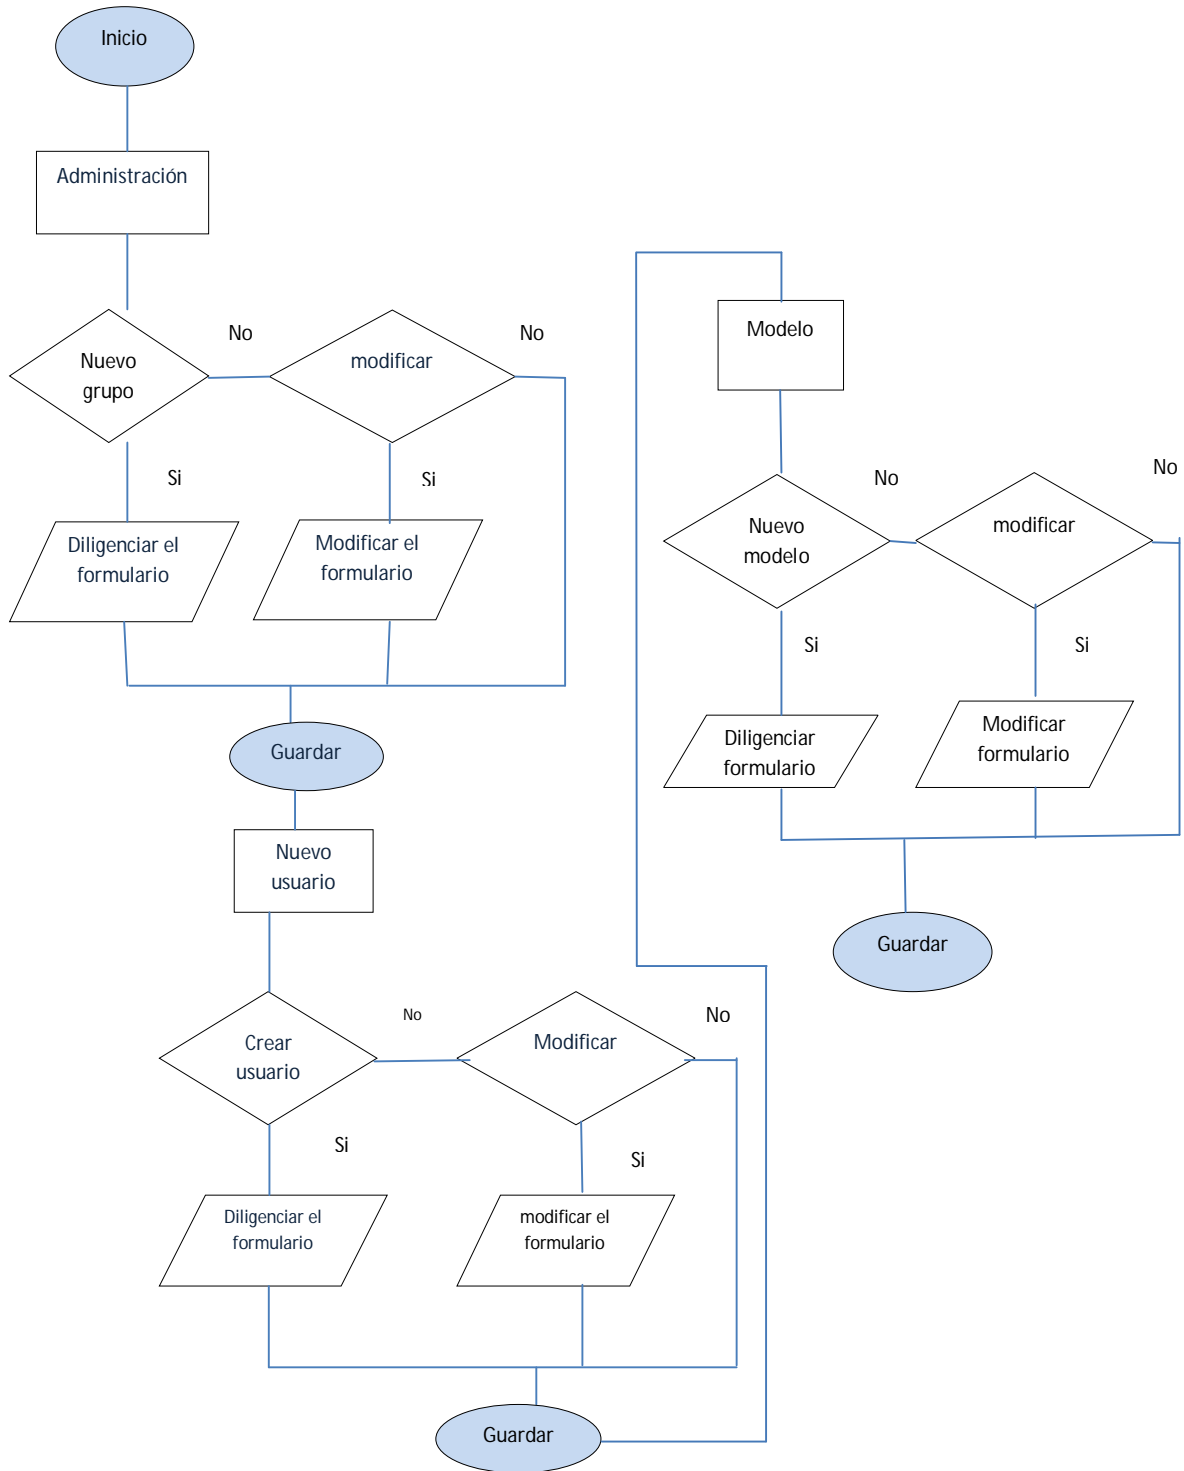 Inicio
Administración
Nuevo
grupo
No
modificar
No
Si
Si
Diligenciar el
formulario
Modificar el
formulario
Guardar
Nuevo
usuario
Crear
usuario
No
Modificar
No
Si
Si
Diligenciar el
formulario
modificar el
formulario
Guardar
Modelo
Nuevo
modelo
No
modificar
No
Si
Si
Diligenciar
formulario
Modificar
formulario
Guardar